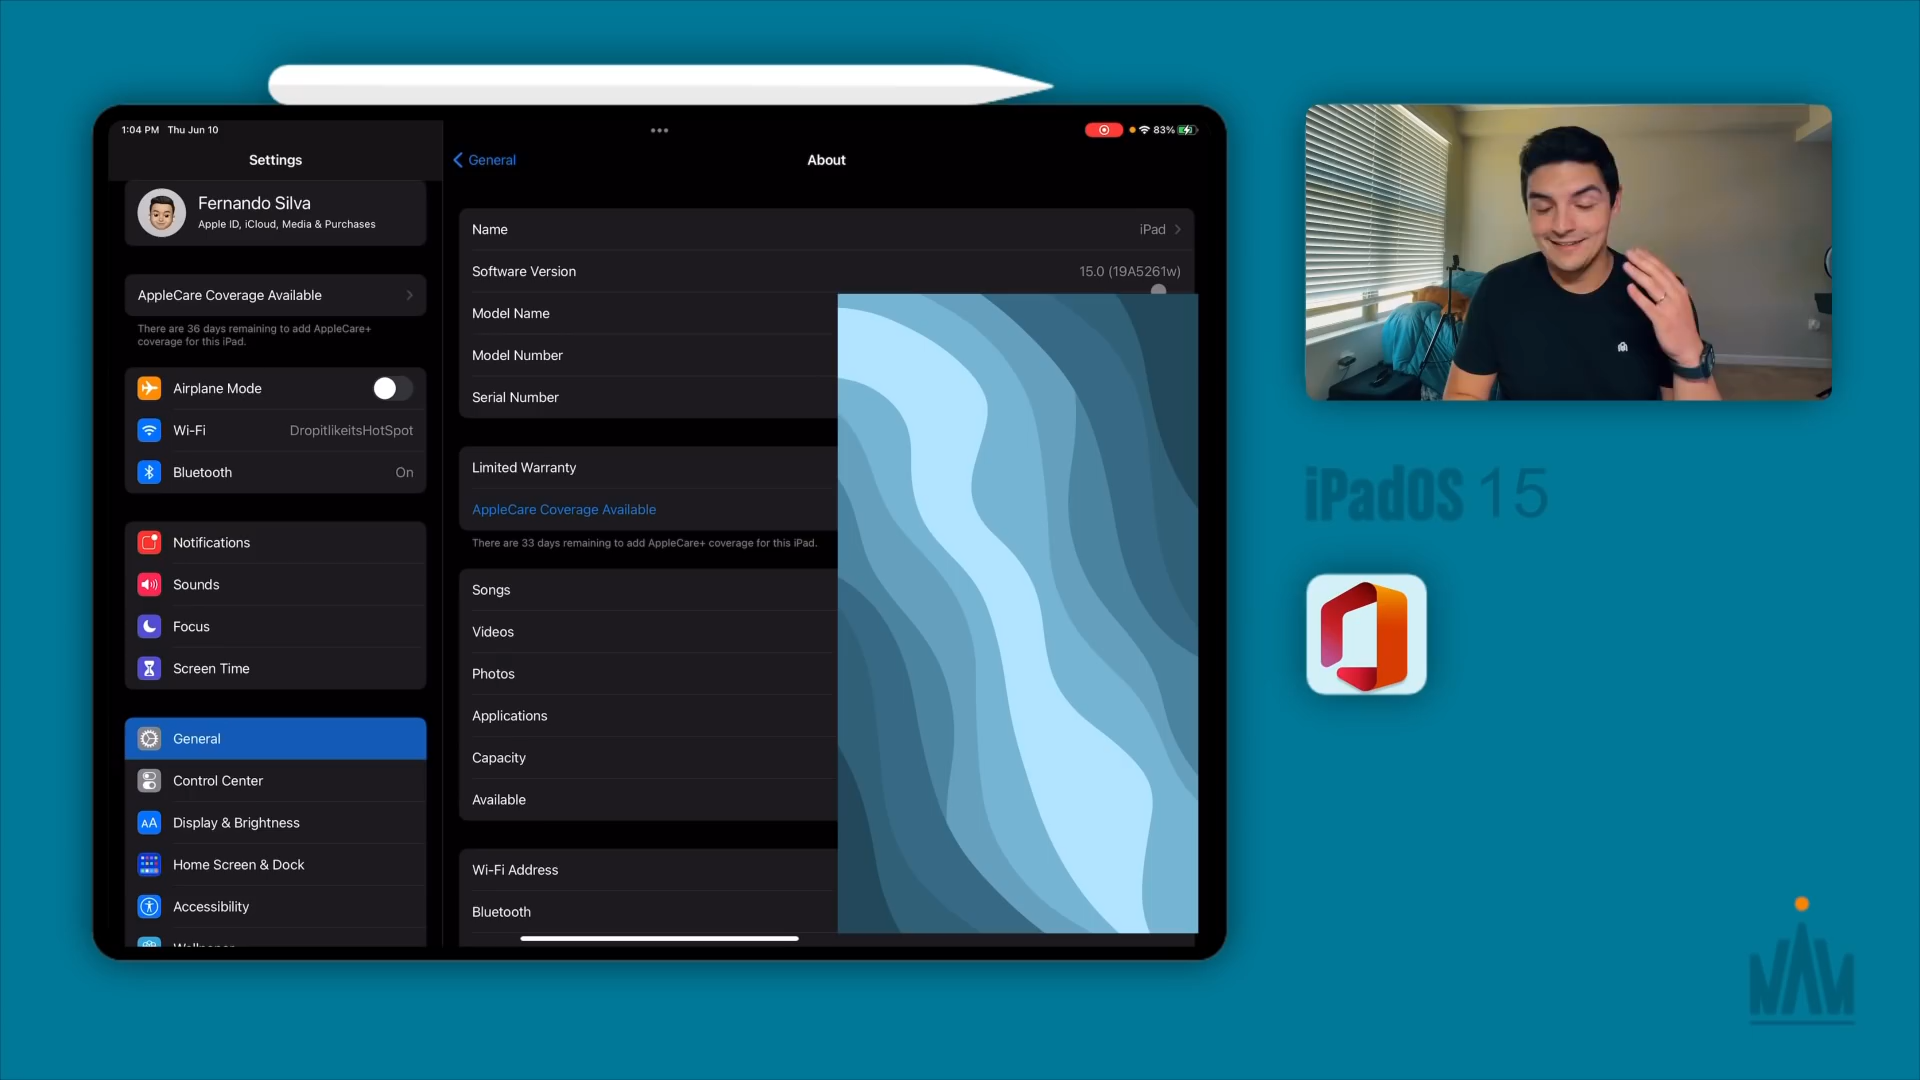 1:04 PM Thu Jun 10
83%
Settings
General
About
Fernando Silva
Apple ID, iCloud, Media & Purchases
AppleCare Coverage Available
There are 36 days remaining to add AppleCare+
coverage for this iPad.
Airplane Mode
Wi-Fi DropitlikeitsHotSpot
Bluetooth On
Notifications
Sounds
Focus
Screen Time
General
Control Center
AA Display & Brightness
Home Screen & Dock
Accessibility
Name iPad
Software Version 15.0 (19A5261w)
Model Name
Model Number
Serial Number
Limited Warranty
AppleCare Coverage Available
There are 33 days remaining to add AppleCare+ coverage for this iPad.
Songs
Videos
Photos
Applications
Capacity
Available
Wi-Fi Address
Bluetooth
iPadOS 15